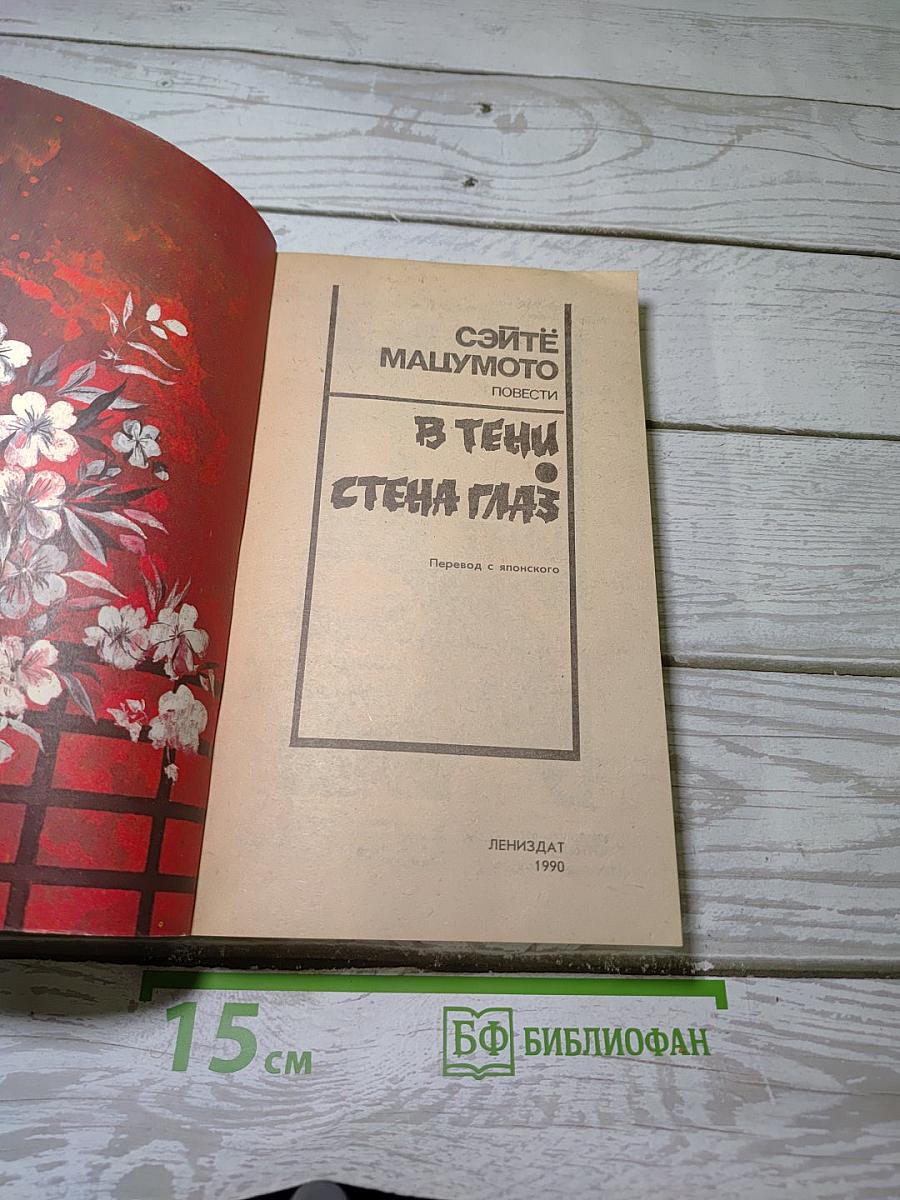 СЭЙТЁ
МАЦУМОТО
ПОВЕСТИ
В ТЕНИ
СТЕНА ГЛАЗ
Перевод с японского
ЛЕНИЗДАТ
1990
15 см
БФ БИБЛИОФАН